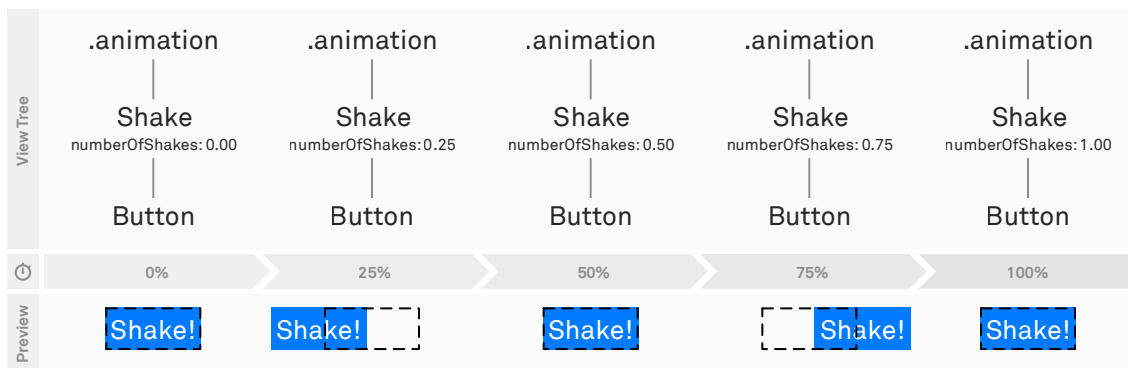 View Tree
.animation .animation .animation .animation .animation
Shake Shake Shake Shake Shake
numberOfShakes: 0.00 numberOfShakes: 0.25 numberOfShakes: 0.50 numberOfShakes: 0.75 numberOfShakes: 1.00
Button Button Button Button Button
0% 25% 50% 75% 100%
Preview
Shake! Shake! Shake! Shake! Shake!